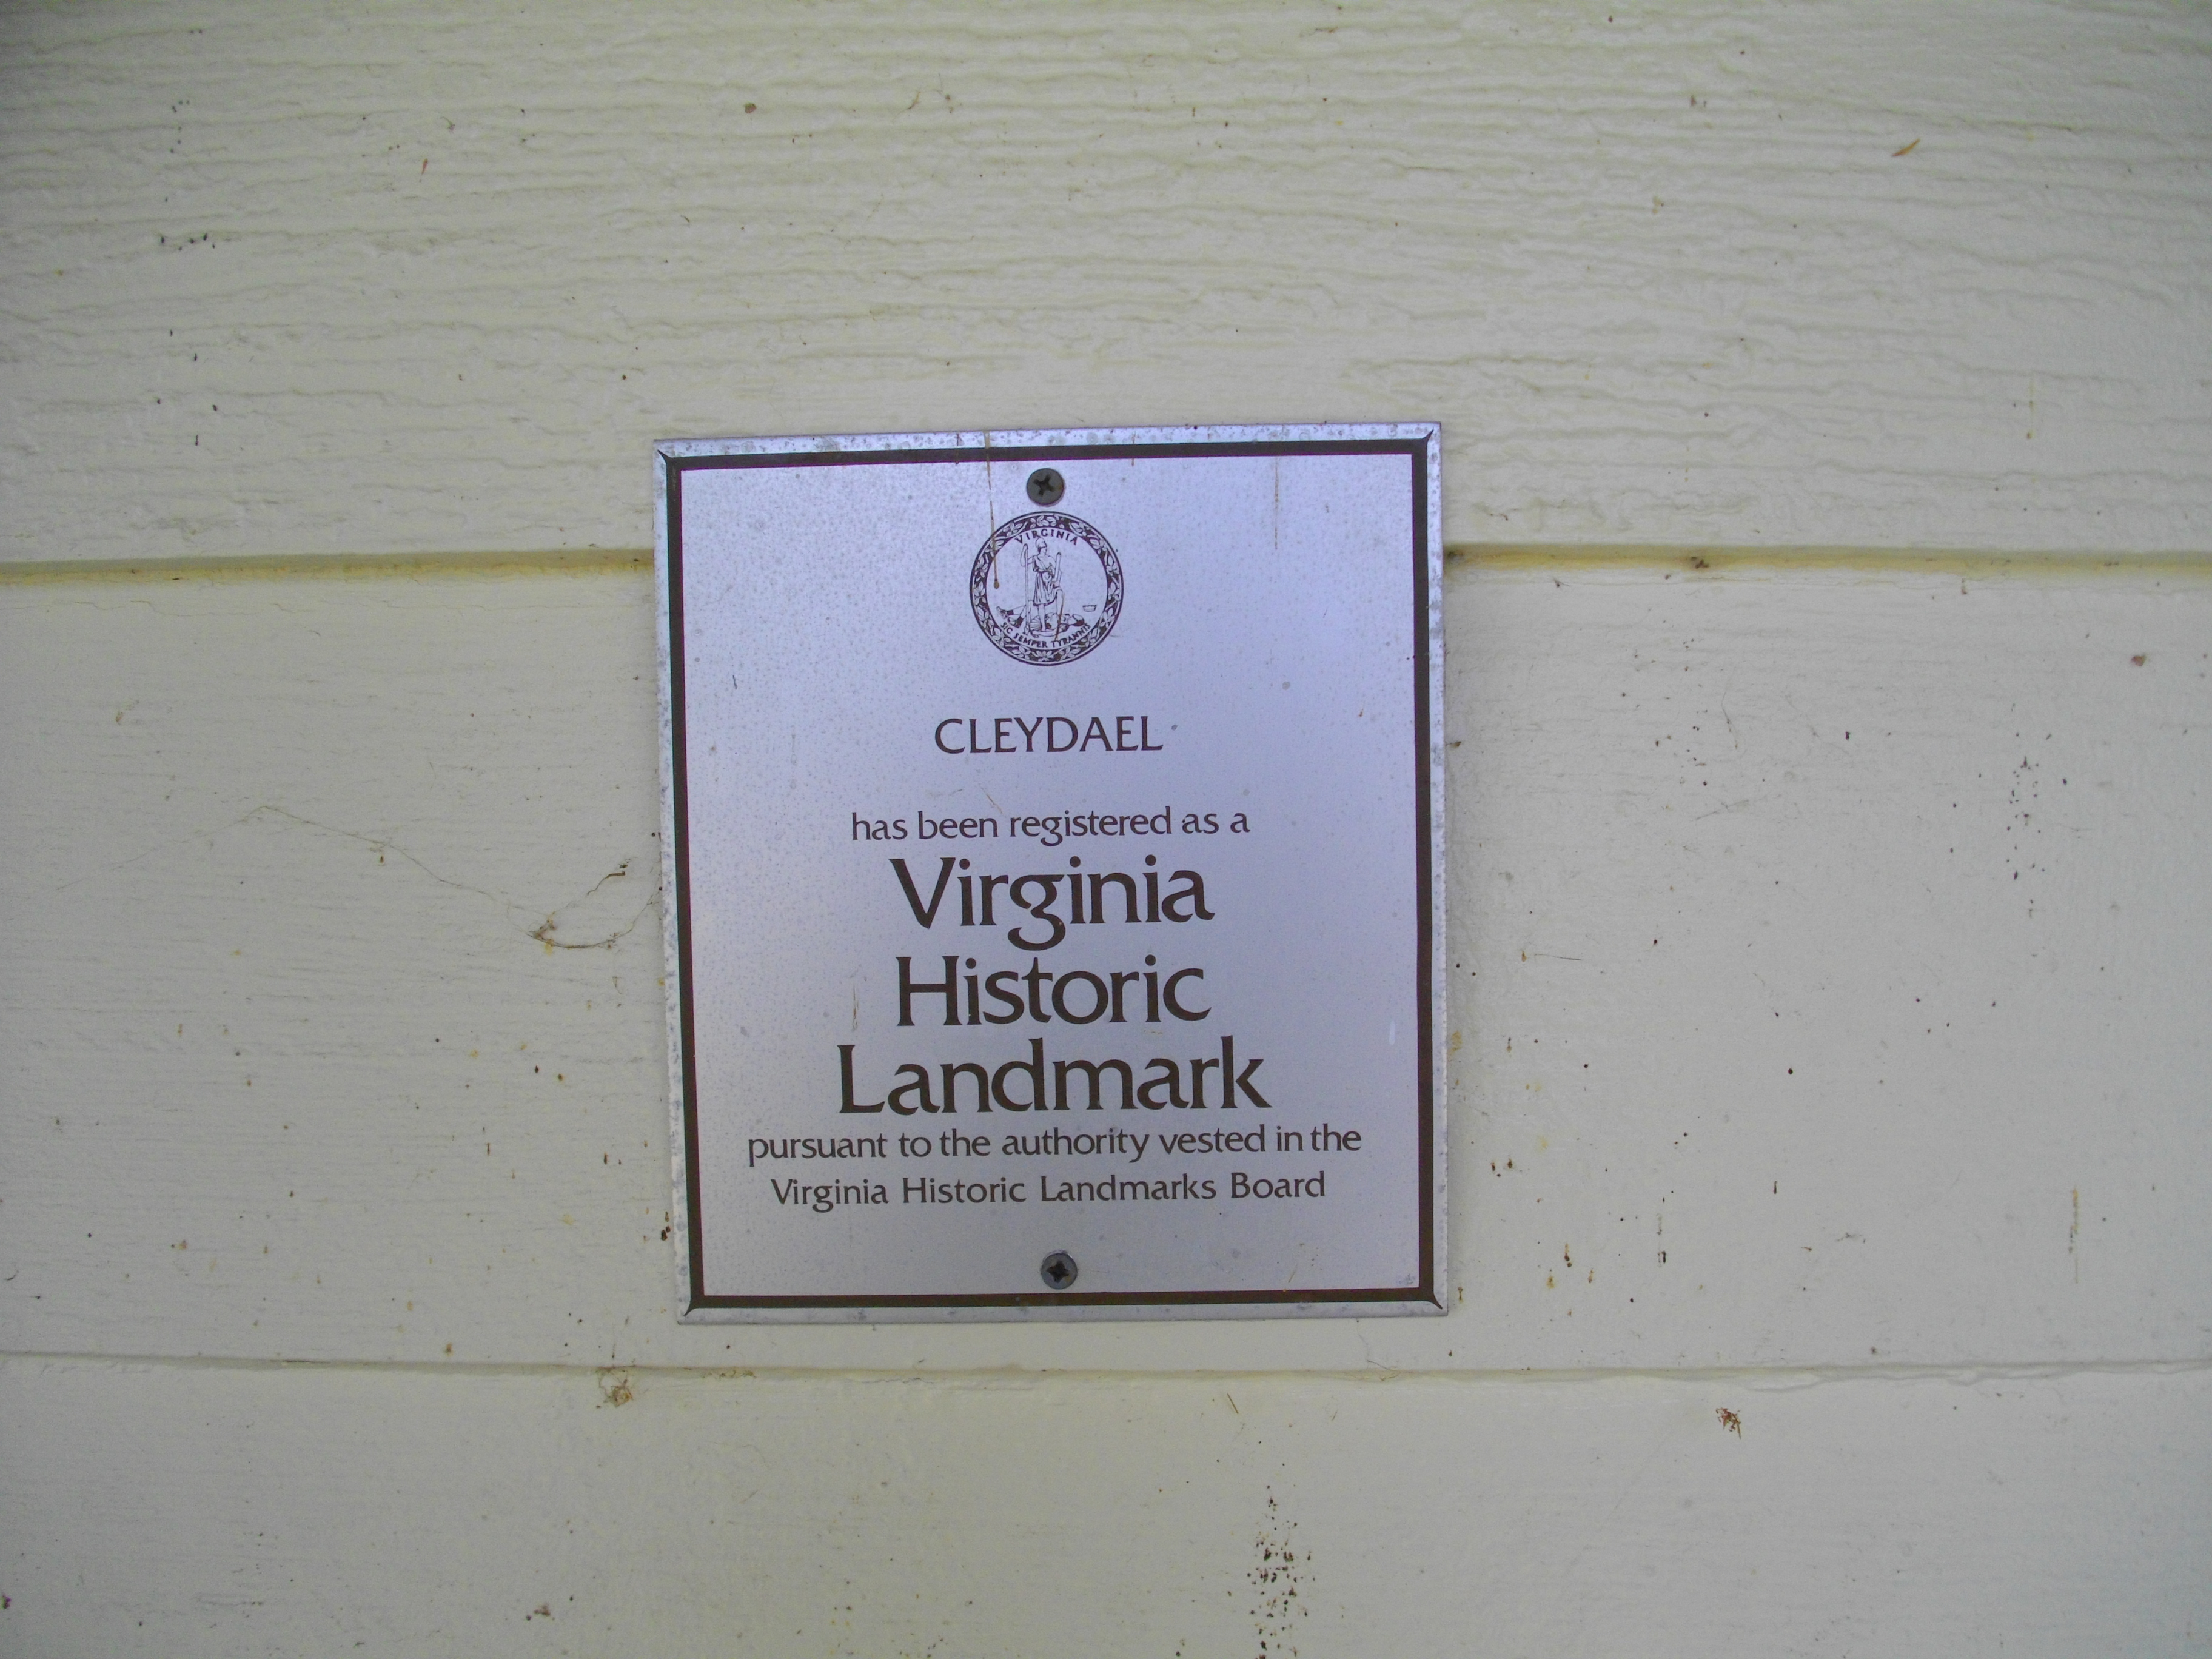 VIRGINIA
SIC SEMPER TYRANNIS
CLEYDAEL
has been registered as a
Virginia
Historic
Landmark
pursuant to the authority vested in the
Virginia Historic Landmarks Board